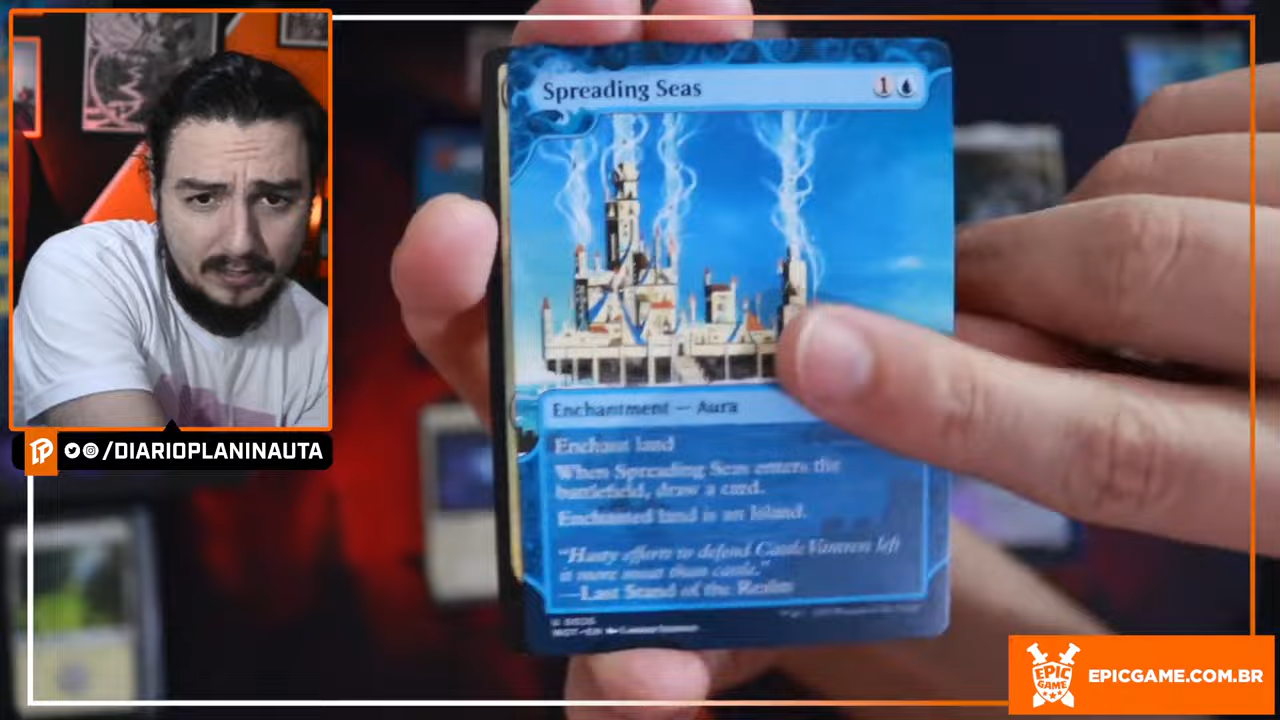 Spreading Seas
1
Enchantment — Aura
Enchant land
When Spreading Seas enters the
battlefield, draw a card.
Enchanted land is an Island.
"Hasty efforts to defend Castle Vantress left
it more moat than castle."
—Last Stand of the Realm
/DIARIOPLANINAUTA
EPIC
GAME
EPICGAME.COM.BR